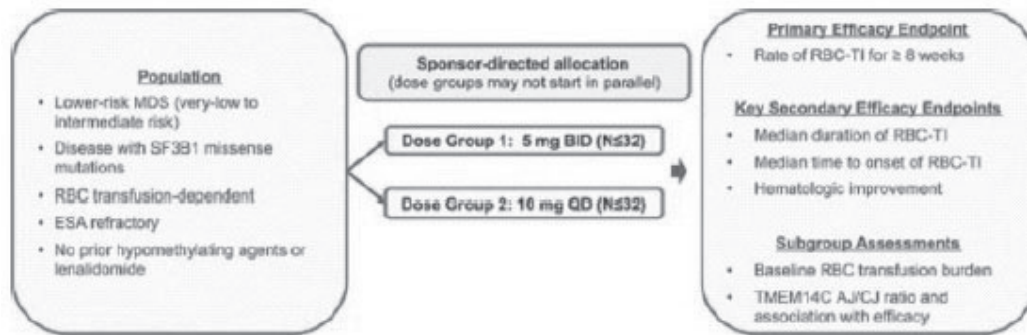 Population
• Lower-risk MDS (very-low to
intermediate risk)
• Disease with SF3B1 missense
mutations
• RBC transfusion-dependent
• ESA refractory
• No prior hypomethylating agents or
lenalidomide
Sponsor-directed allocation
(dose groups may not start in parallel)
Dose Group 1: 5 mg BID (N≤32)
Dose Group 2: 10 mg QD (N≤32)
Primary Efficacy Endpoint
• Rate of RBC-TI for ≥ 8 weeks
Key Secondary Efficacy Endpoints
• Median duration of RBC-TI
• Median time to onset of RBC-TI
• Hematologic improvement
Subgroup Assessments
• Baseline RBC transfusion burden
• TMEM14C AJ/CJ ratio and
association with efficacy